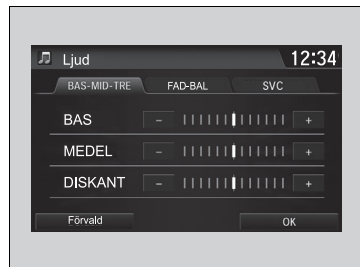 Ljud 12:34
BAS-MID-TRE FAD-BAL SVC
BAS - +
MEDEL - +
DISKANT - +
Förvald OK